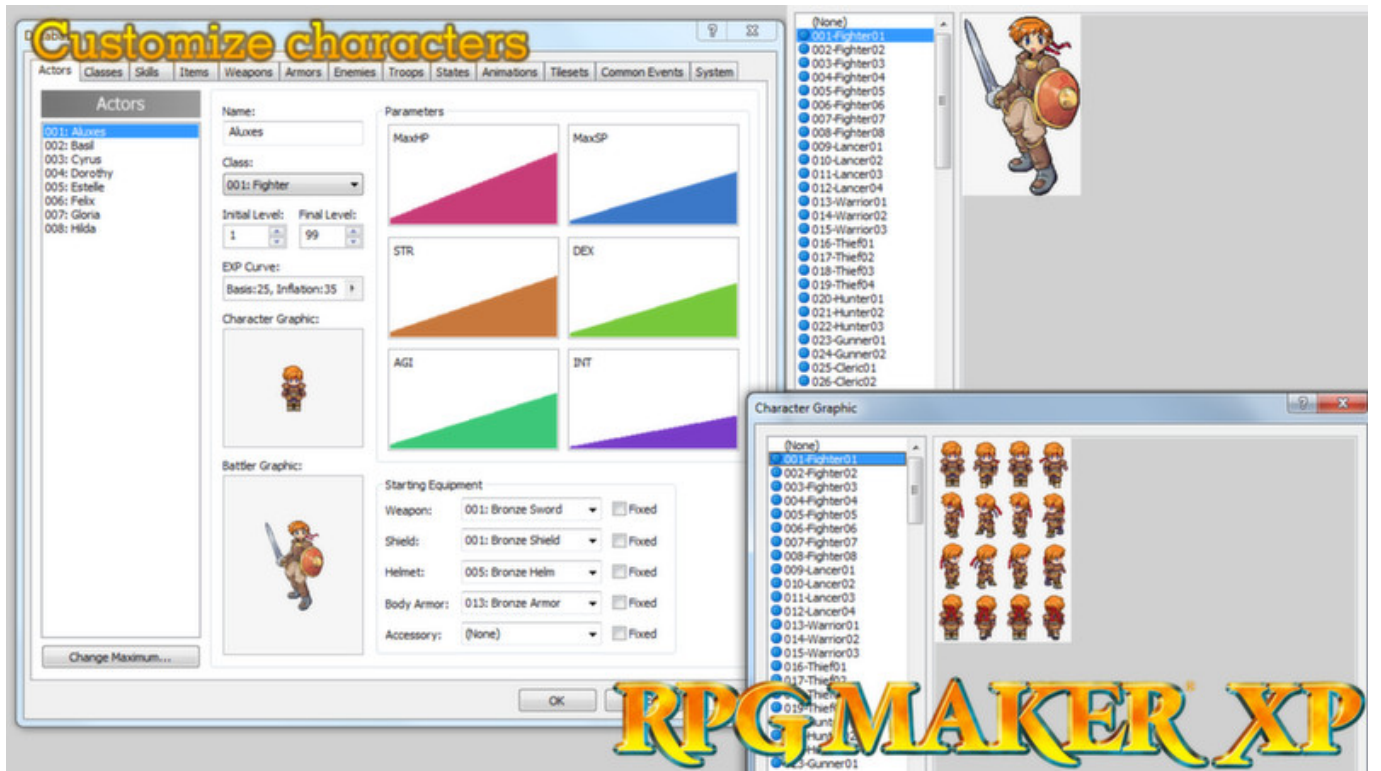 Customize characters
Actors Classes Skills Items Weapons Armors Enemies Troops States Animations Tilesets Common Events System
Actors
001: Aluxes
002: Basil
003: Cyrus
004: Dorothy
005: Estelle
006: Felix
007: Gloria
008: Hilda
Change Maximum...
Name:
Aluxes
Class:
001: Fighter
Initial Level: Final Level:
1 99
EXP Curve:
Basis:25, Inflation:35
Character Graphic:
Battler Graphic:
Parameters
MaxHP MaxSP
STR DEX
AGI INT
Starting Equipment
Weapon: 001: Bronze Sword Fixed
Shield: 001: Bronze Shield Fixed
Helmet: 005: Bronze Helm Fixed
Body Armor: 013: Bronze Armor Fixed
Accessory: (None) Fixed
OK
(None)
001-Fighter01
002-Fighter02
003-Fighter03
004-Fighter04
005-Fighter05
006-Fighter06
007-Fighter07
008-Fighter08
009-Lancer01
010-Lancer02
011-Lancer03
012-Lancer04
013-Warrior01
014-Warrior02
015-Warrior03
016-Thief01
017-Thief02
018-Thief03
019-Thief04
020-Hunter01
021-Hunter02
022-Hunter03
023-Gunner01
024-Gunner02
025-Cleric01
026-Cleric02
Character Graphic
(None)
001-Fighter01
002-Fighter02
003-Fighter03
004-Fighter04
005-Fighter05
006-Fighter06
007-Fighter07
008-Fighter08
009-Lancer01
010-Lancer02
011-Lancer03
012-Lancer04
013-Warrior01
014-Warrior02
015-Warrior03
016-Thief01
017-Thief02
RPG MAKER XP